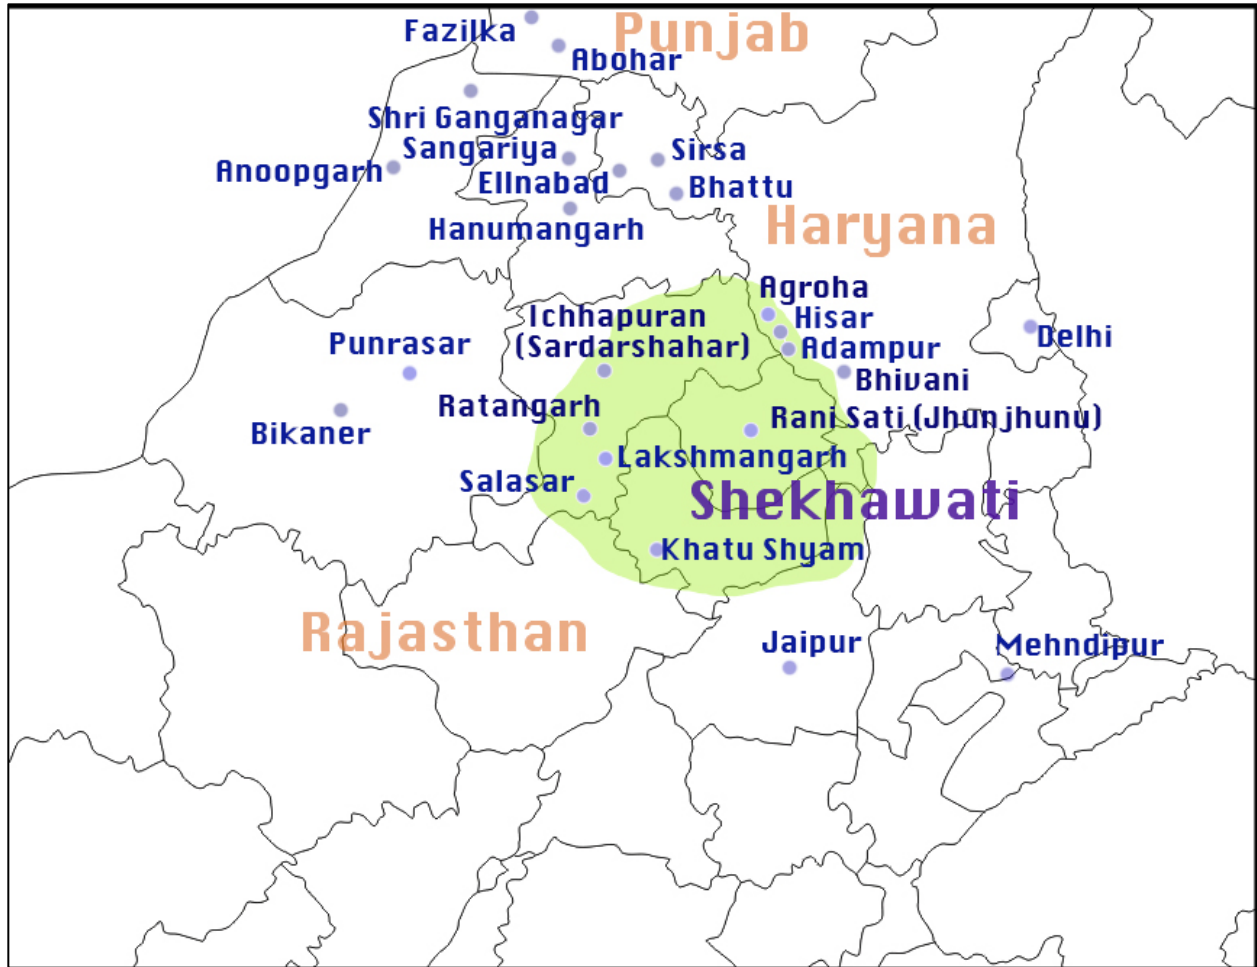 Punjab
Fazilka
Abohar
Shri Ganganagar
Sangariya
Sirsa
Anoopgarh
Ellnabad
Bhattu
Hanumangarh
Haryana
Agroha
Ichhapuran
(Sardarshahar)
Hisar
Delhi
Punrasar
Adampur
Bhivani
Ratangarh
Rani Sati (Jhunjhunu)
Bikaner
Lakshmangarh
Salasar
Shekhawati
Khatu Shyam
Rajasthan
Jaipur
Mehndipur